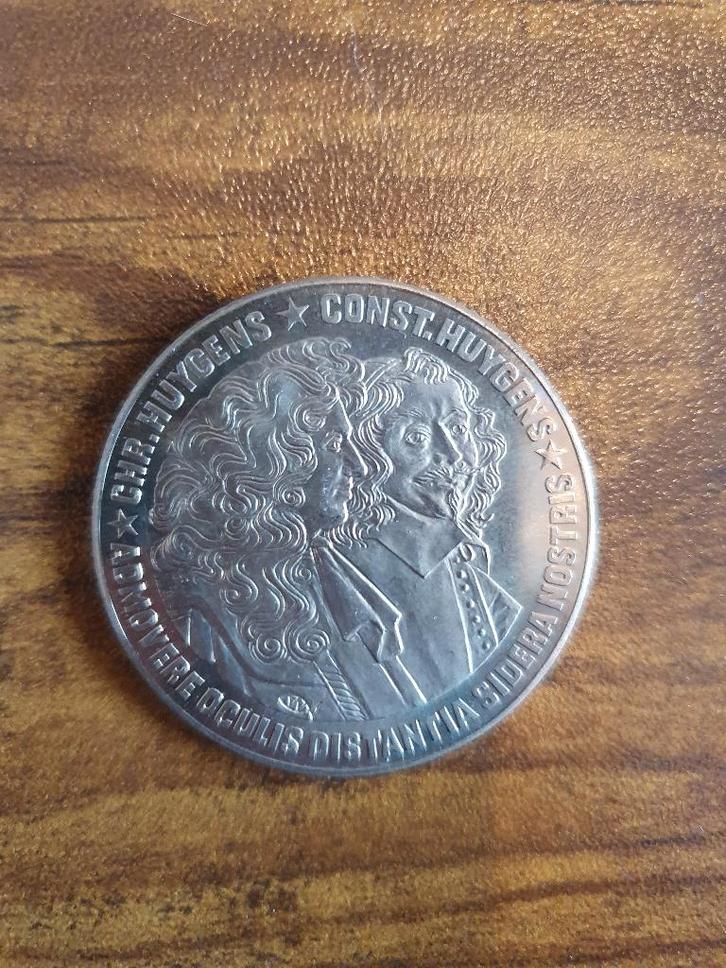 ★ CHR. HUYGENS ★ CONST. HUYGENS ★
ADMOVERE OCULIS DISTANTIA SIDERA NOSTRIS